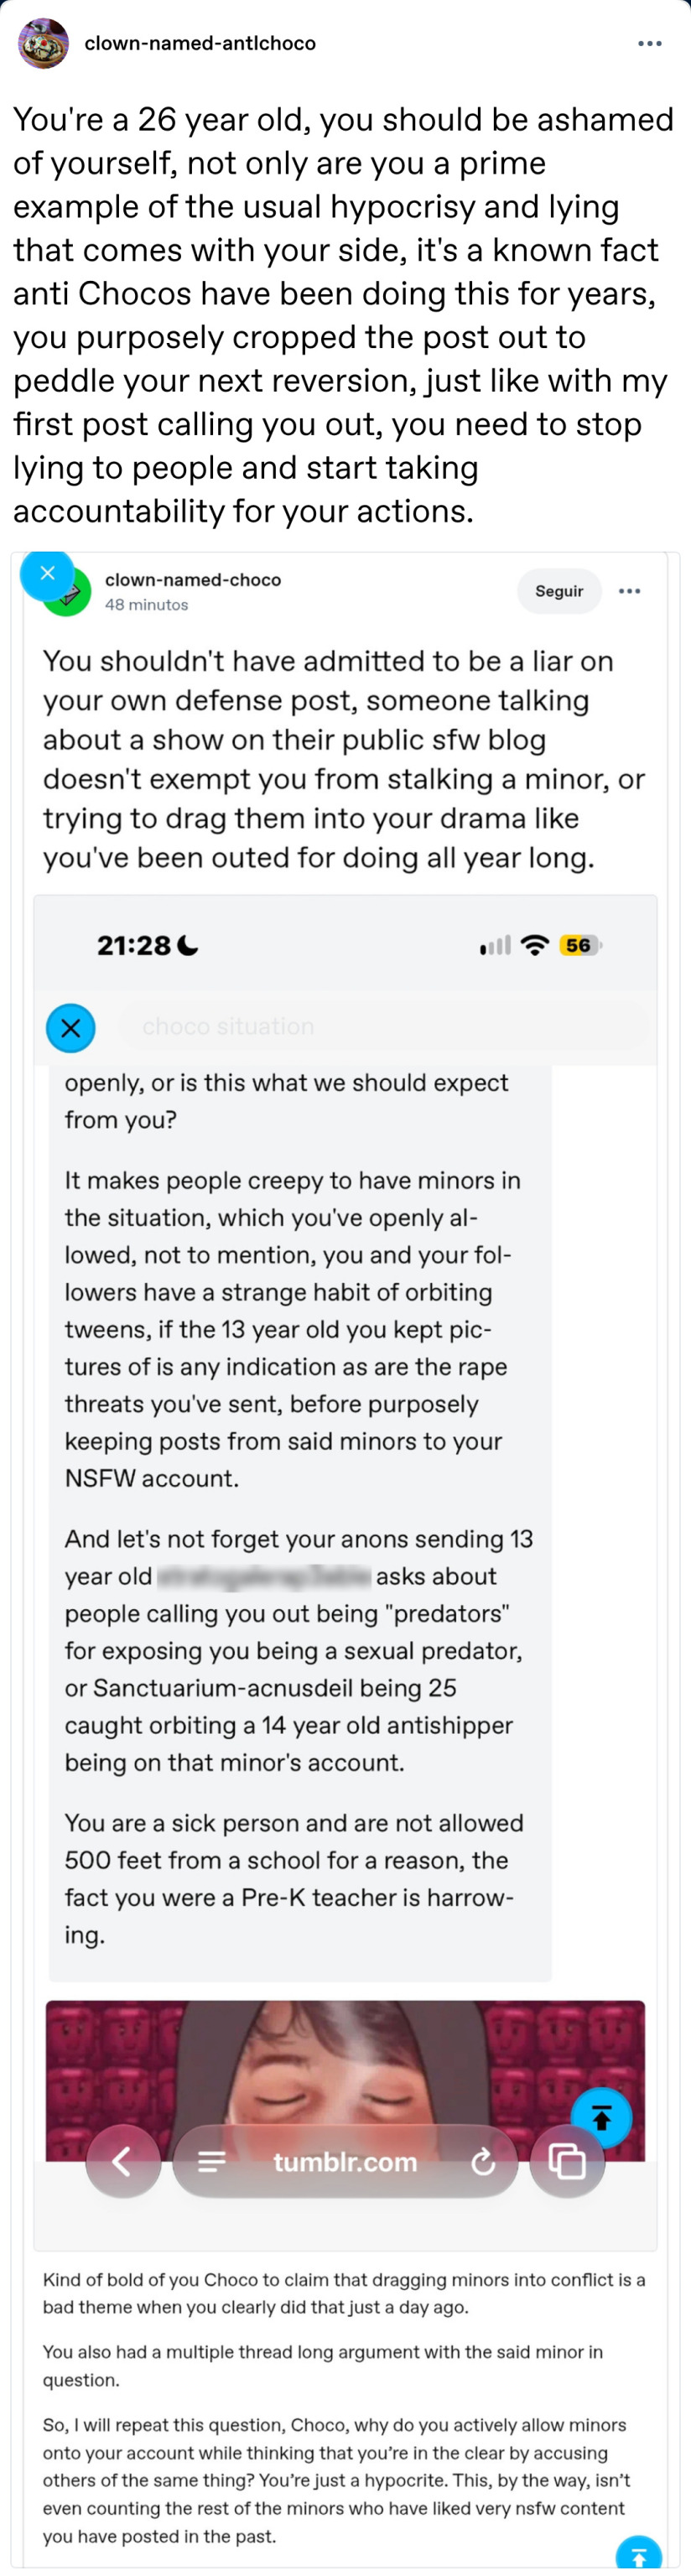 clown-named-antlchoco
You're a 26 year old, you should be ashamed
of yourself, not only are you a prime
example of the usual hypocrisy and lying
that comes with your side, it's a known fact
anti Chocos have been doing this for years,
you purposely cropped the post out to
peddle your next reversion, just like with my
first post calling you out, you need to stop
lying to people and start taking
accountability for your actions.
clown-named-choco
48 minutos
Seguir
You shouldn't have admitted to be a liar on
your own defense post, someone talking
about a show on their public sfw blog
doesn't exempt you from stalking a minor, or
trying to drag them into your drama like
you've been outed for doing all year long.
21:28
56
choco situation
openly, or is this what we should expect
from you?
It makes people creepy to have minors in
the situation, which you've openly al-
lowed, not to mention, you and your fol-
lowers have a strange habit of orbiting
tweens, if the 13 year old you kept pic-
tures of is any indication as are the rape
threats you've sent, before purposely
keeping posts from said minors to your
NSFW account.
And let's not forget your anons sending 13
year old asks about
people calling you out being "predators"
for exposing you being a sexual predator,
or Sanctuarium-acnusdeil being 25
caught orbiting a 14 year old antishipper
being on that minor's account.
You are a sick person and are not allowed
500 feet from a school for a reason, the
fact you were a Pre-K teacher is harrow-
ing.
tumblr.com
Kind of bold of you Choco to claim that dragging minors into conflict is a
bad theme when you clearly did that just a day ago.
You also had a multiple thread long argument with the said minor in
question.
So, I will repeat this question, Choco, why do you actively allow minors
onto your account while thinking that you're in the clear by accusing
others of the same thing? You're just a hypocrite. This, by the way, isn't
even counting the rest of the minors who have liked very nsfw content
you have posted in the past.